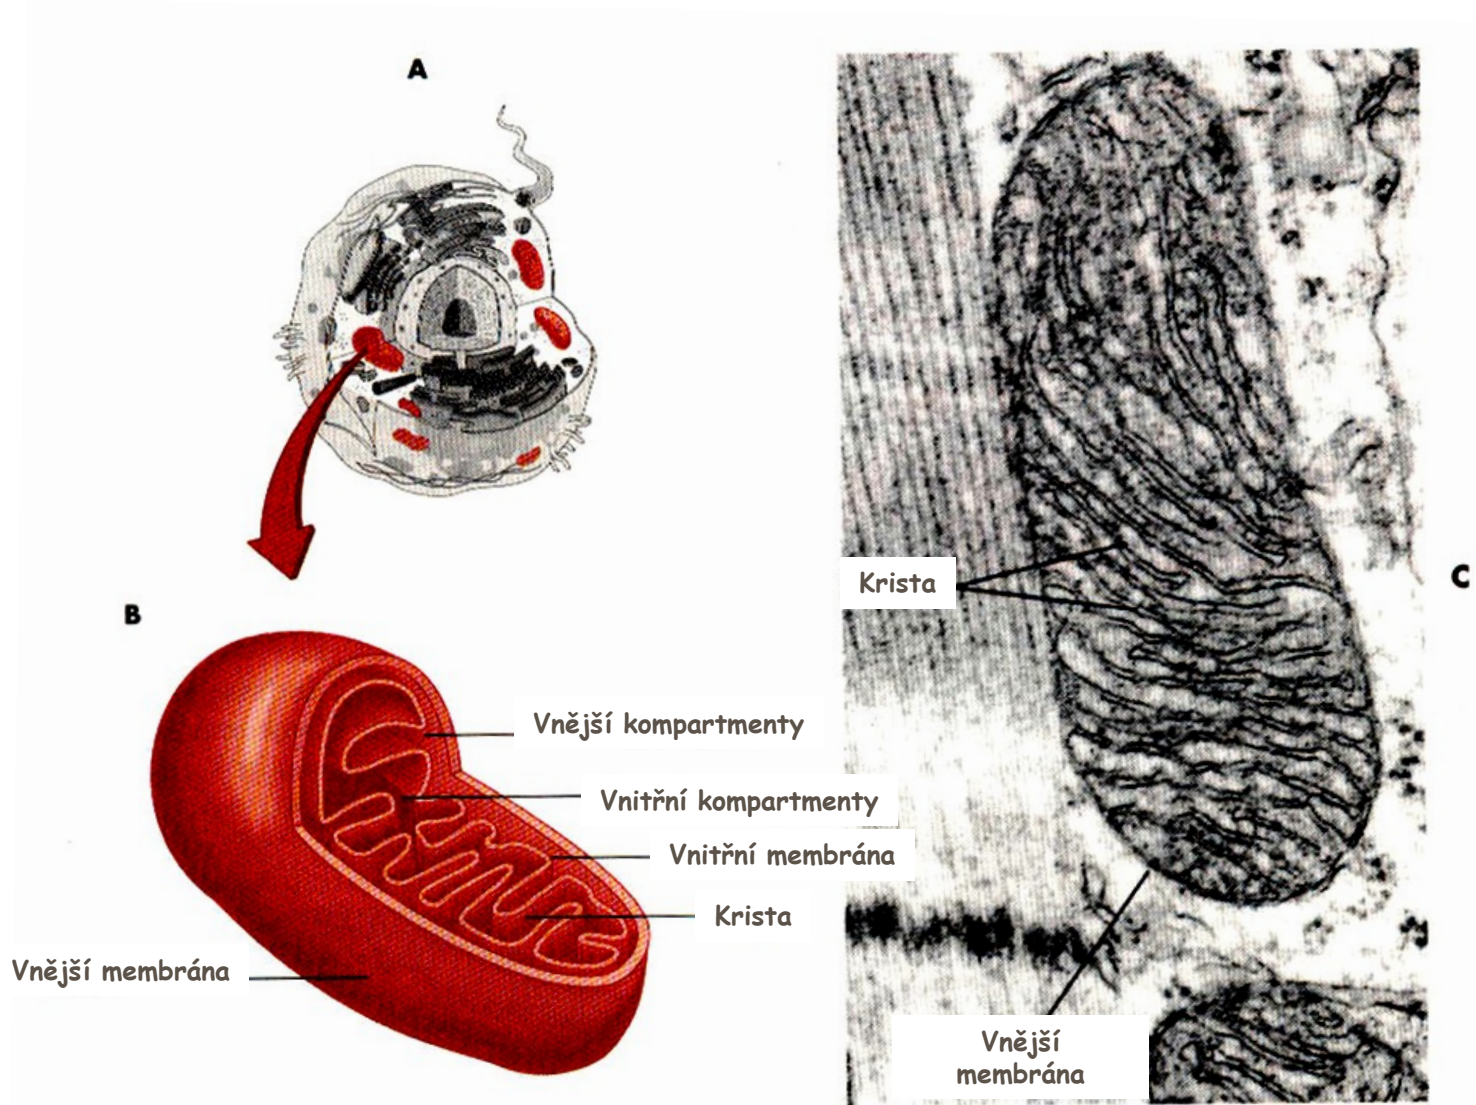 A
B
Vnější kompartmenty
Vnitřní kompartmenty
Vnitřní membrána
Krista
Vnější membrána
Krista
C
Vnější
membrána